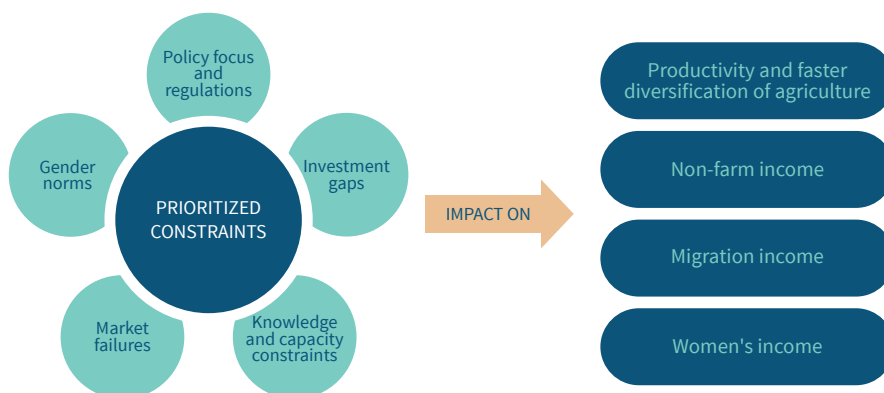 Policy focus
and
regulations
Gender
norms
Investment
gaps
PRIORITIZED
CONSTRAINTS
Market
failures
Knowledge
and capacity
constraints
IMPACT ON
Productivity and faster
diversification of agriculture
Non-farm income
Migration income
Women's income